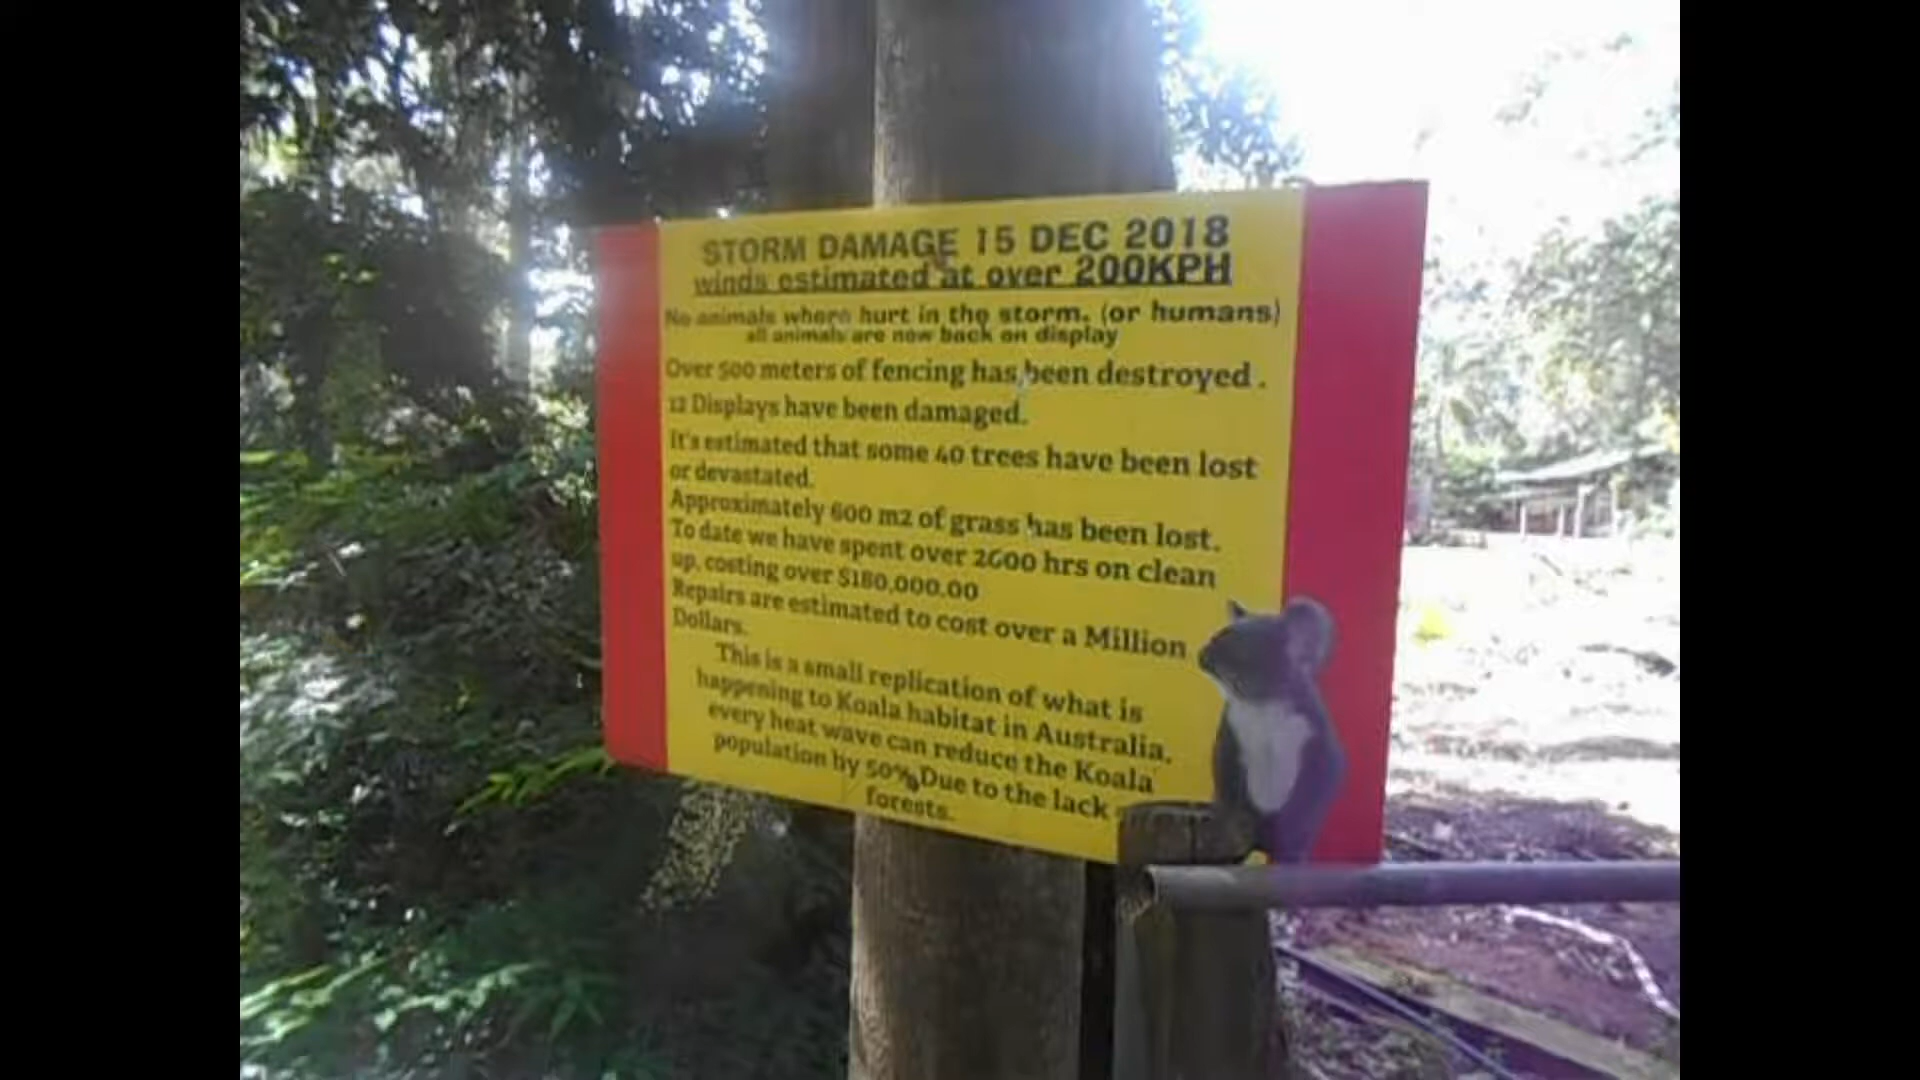 STORM DAMAGE 15 DEC 2018
winds estimated at over 200KPH
No animals where hurt in the storm. (or humans)
all animals are now back on display
Over 500 meters of fencing has been destroyed.
12 Displays have been damaged.
It's estimated that some 40 trees have been lost
or devastated.
Approximately 600 m2 of grass has been lost.
To date we have spent over 2600 hrs on clean
up, costing over $180,000.00
Repairs are estimated to cost over a Million
Dollars.
This is a small replication of what is
happening to Koala habitat in Australia.
every heat wave can reduce the Koala
population by 50% Due to the lack
forests.